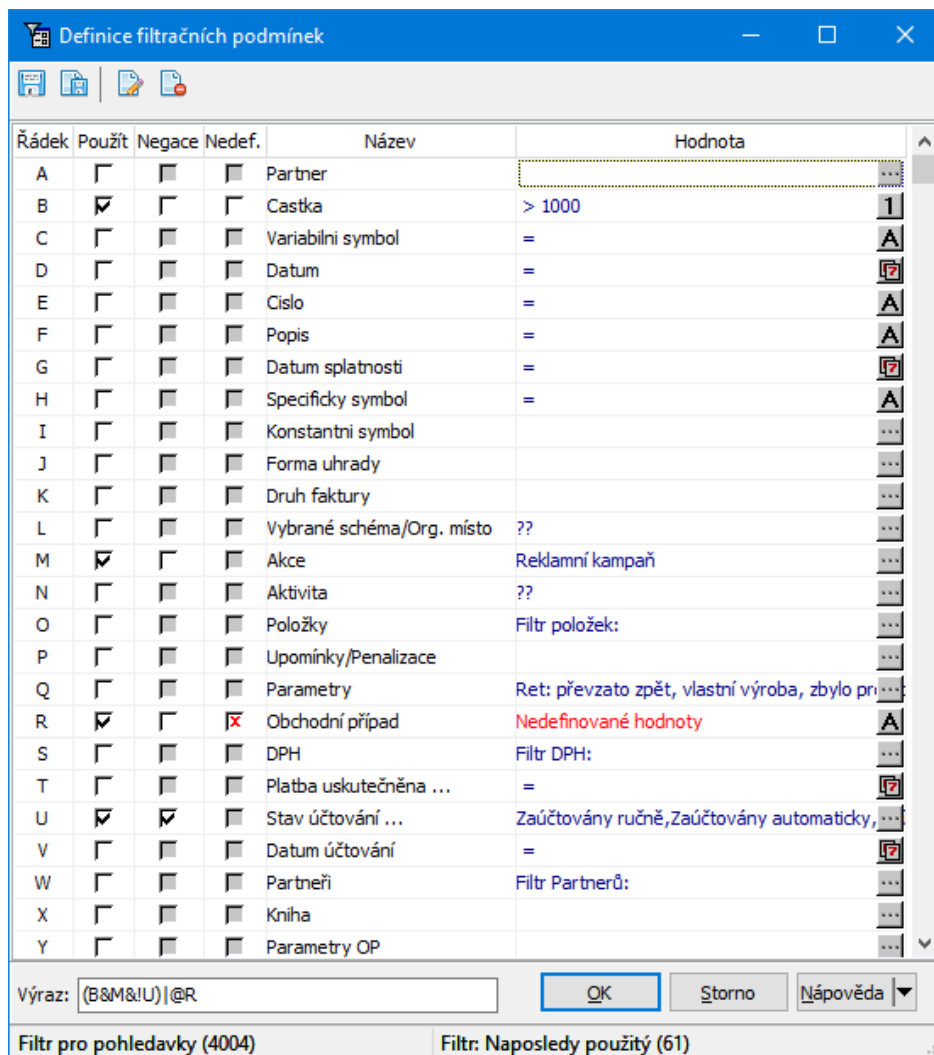 Definice filtračních podmínek
Řádek Použít Negace Nedef. Název Hodnota
A Partner
B Castka > 1000
C Variabilni symbol =
D Datum =
E Cislo =
F Popis =
G Datum splatnosti =
H Specificky symbol =
I Konstantni symbol
J Forma uhrady
K Druh faktury
L Vybrané schéma/Org. místo ??
M Akce Reklamní kampaň
N Aktivita ??
O Položky Filtr položek:
P Upomínky/Penalizace
Q Parametry Ret: převzato zpět, vlastní výroba, zbylo
R Obchodní případ Nedefinované hodnoty
S DPH Filtr DPH:
T Platba uskutečněna ... =
U Stav účtování ... Zaúčtovány ručně,Zaúčtovány automaticky,
V Datum účtování =
W Partneři Filtr Partnerů:
X Kniha
Y Parametry OP
Výraz: (B&M&!U)|@R OK Storno Nápověda
Filtr pro pohledavky (4004) Filtr: Naposledy použitý (61)